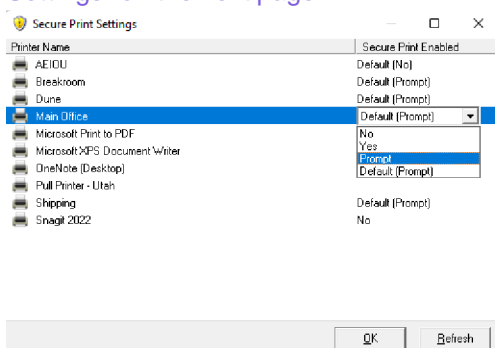 Secure Print Settings
Printer Name Secure Print Enabled
AEIOU Default (No)
Breakroom Default (Prompt)
Dune Default (Prompt)
Main Office Default (Prompt)
Microsoft Print to PDF No
Microsoft XPS Document Writer Yes
OneNote (Desktop) Prompt
Pull Printer - Utah Default (Prompt)
Shipping Default (Prompt)
Snagit 2022 No
OK Refresh